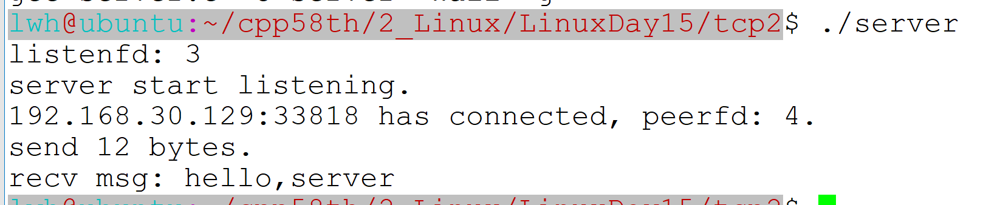 lwh@ubuntu:~/cpp58th/2_Linux/LinuxDay15/tcp2$ ./server
listenfd: 3
server start listening.
192.168.30.129:33818 has connected, peerfd: 4.
send 12 bytes.
recv msg: hello,server
lwh@ubuntu:~/cpp58th/2_Linux/LinuxDay15/tcp2$